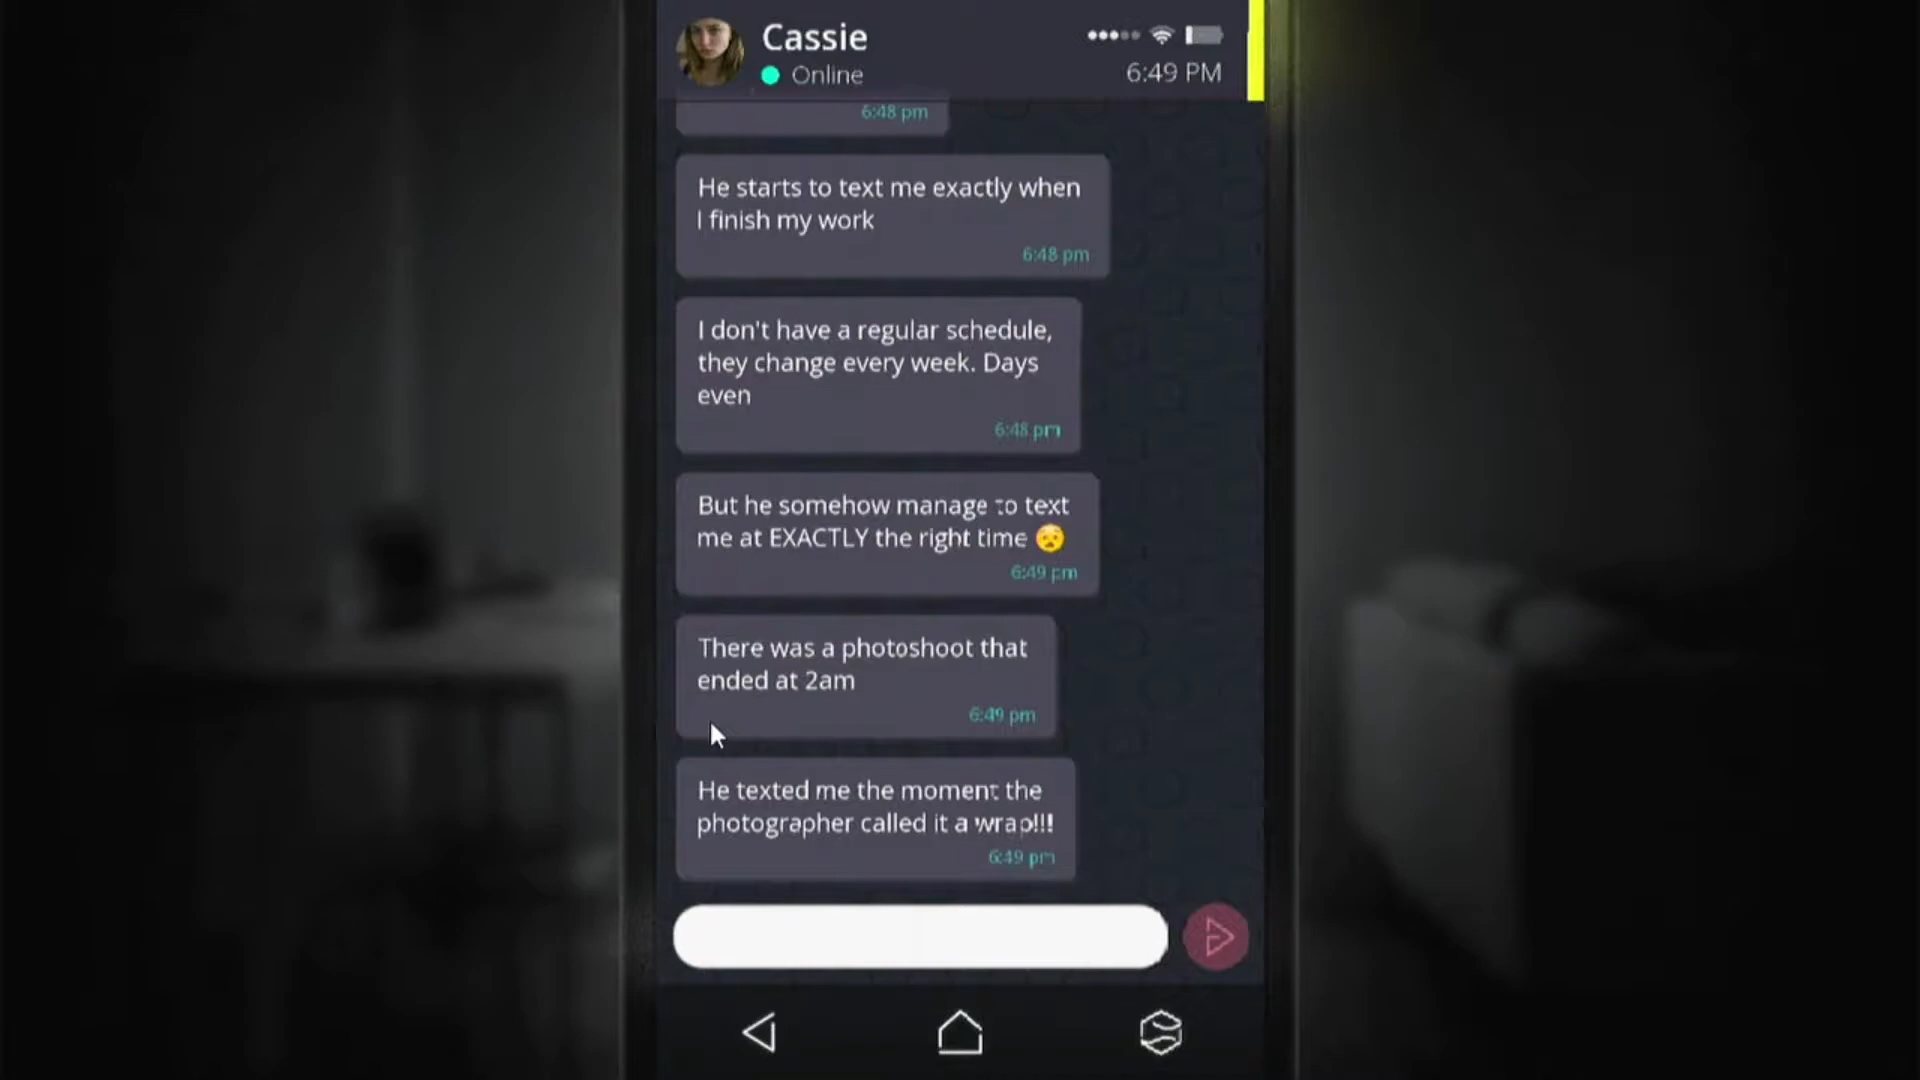 Cassie
Online
6:49 PM
6:48 pm
He starts to text me exactly when
I finish my work
6:48 pm
I don't have a regular schedule,
they change every week. Days
even
6:48 pm
But he somehow manage to text
me at EXACTLY the right time 😟
6:49 pm
There was a photoshoot that
ended at 2am
6:49 pm
He texted me the moment the
photographer called it a wrap!!!
6:49 pm